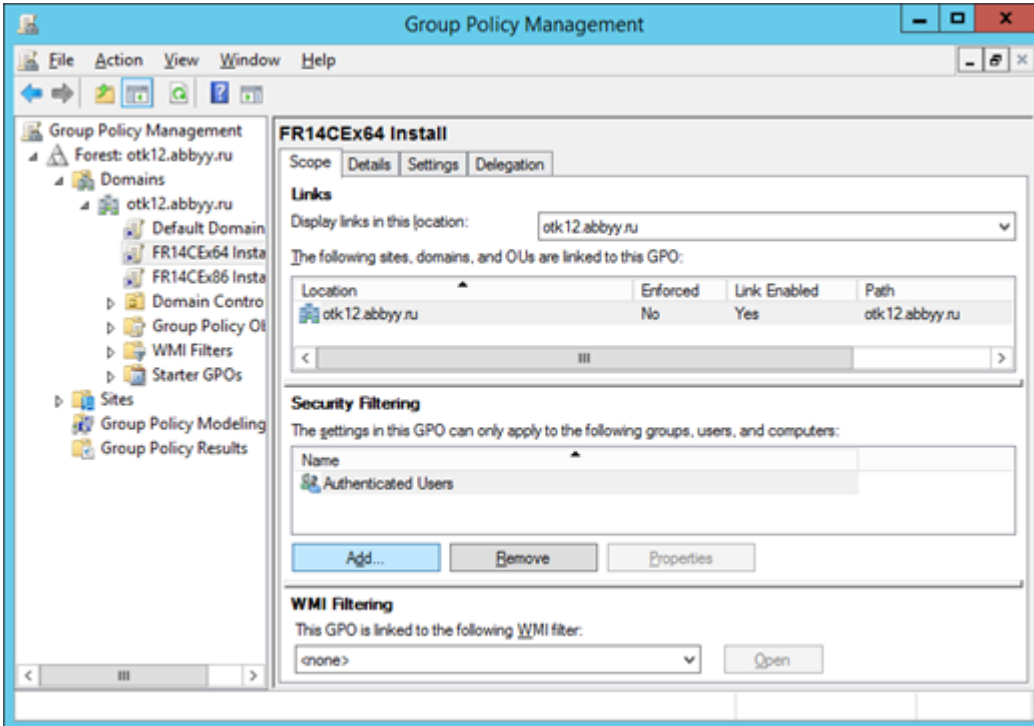 Group Policy Management
File Action View Window Help
Group Policy Management
Forest: otk12.abbyy.ru
Domains
otk12.abbyy.ru
Default Domain
FR14CEx64 Insta
FR14CEx86 Insta
Domain Contro
Group Policy Ob
WMI Filters
Starter GPOs
Sites
Group Policy Modeling
Group Policy Results
FR14CEx64 Install
Scope Details Settings Delegation
Links
Display links in this location: otk12.abbyy.ru
The following sites, domains, and OUs are linked to this GPO:
Location Enforced Link Enabled Path
otk12.abbyy.ru No Yes otk12.abbyy.ru
Security Filtering
The settings in this GPO can only apply to the following groups, users, and computers:
Name
Authenticated Users
Add... Remove Properties
WMI Filtering
This GPO is linked to the following WMI filter:
<none> Open